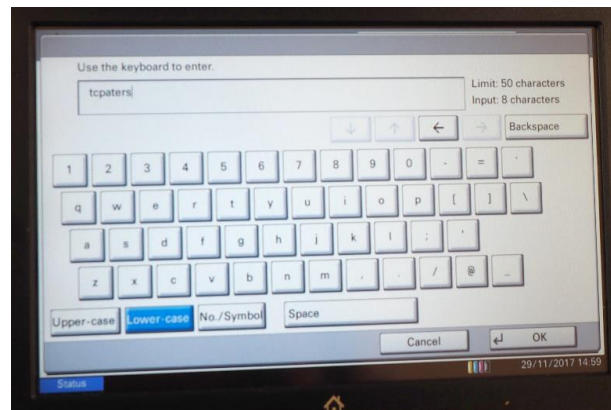 Use the keyboard to enter.
tcpaters
Limit: 50 characters
Input: 8 characters
↓ ↑ ← → Backspace
1 2 3 4 5 6 7 8 9 0 - = `
q w e r t y u i o p [ ] \
a s d f g h j k l ; '
z x c v b n m , . / @ _
Upper-case Lower-case No./Symbol Space
Cancel ↵ OK
Status 29/11/2017 14:59